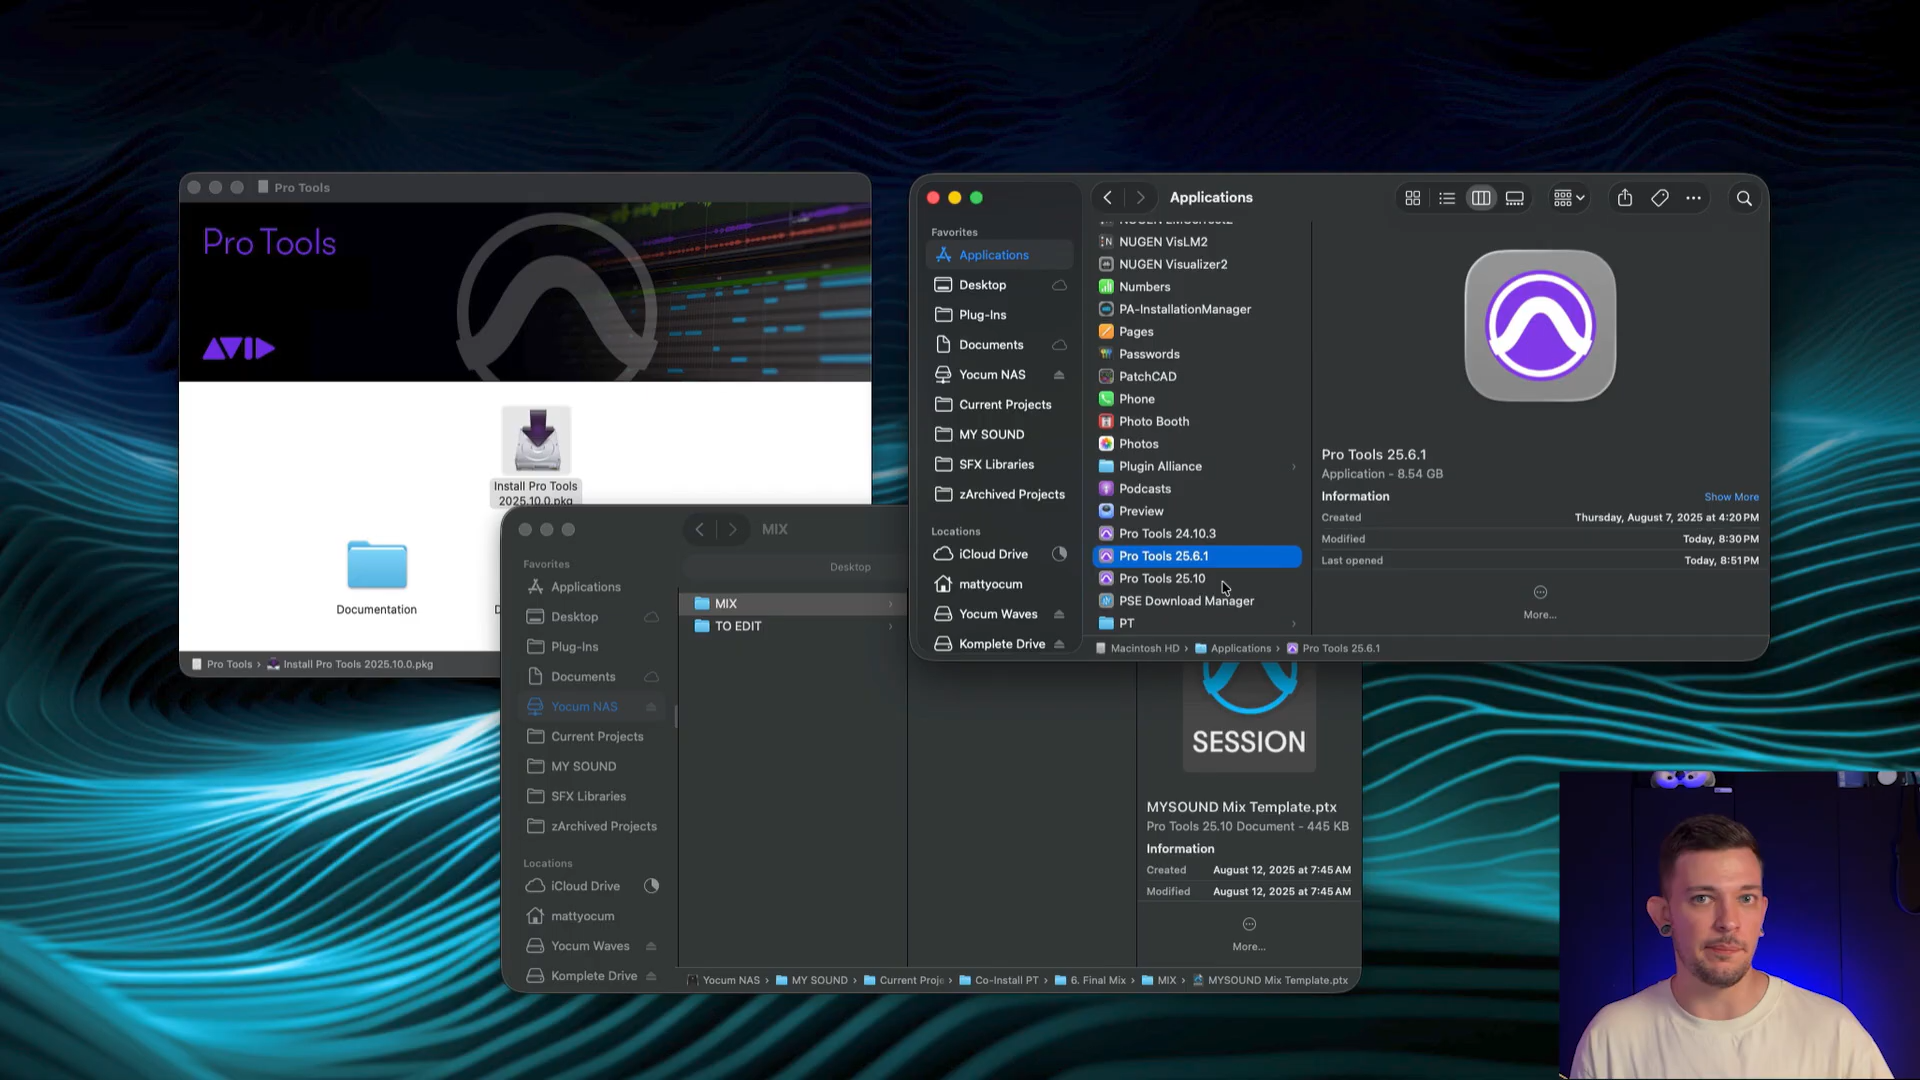 Pro Tools
Pro Tools
AVID
Install Pro Tools
2025.10.0.pkg
Documentation
Pro Tools › Install Pro Tools 2025.10.0.pkg
Applications
Favorites
Applications
Desktop
Plug-Ins
Documents
Yocum NAS
Current Projects
MY SOUND
SFX Libraries
zArchived Projects
Locations
iCloud Drive
mattyocum
Yocum Waves
Komplete Drive
NUGEN VisLM2
NUGEN Visualizer2
Numbers
PA-InstallationManager
Pages
Passwords
PatchCAD
Phone
Photo Booth
Photos
Plugin Alliance
Podcasts
Preview
Pro Tools 24.10.3
Pro Tools 25.6.1
Pro Tools 25.10
PSE Download Manager
PT
Pro Tools 25.6.1
Application - 8.54 GB
Information Show More
Created Thursday, August 7, 2025 at 4:20 PM
Modified Today, 8:30 PM
Last opened Today, 8:51 PM
More...
Macintosh HD › Applications › Pro Tools 25.6.1
MIX
Desktop
Favorites
Applications
Desktop
Plug-Ins
Documents
Yocum NAS
Current Projects
MY SOUND
SFX Libraries
zArchived Projects
Locations
iCloud Drive
mattyocum
Yocum Waves
Komplete Drive
MIX
TO EDIT
SESSION
MYSOUND Mix Template.ptx
Pro Tools 25.10 Document - 445 KB
Information
Created August 12, 2025 at 7:45 AM
Modified August 12, 2025 at 7:45 AM
More...
Yocum NAS › MY SOUND › Current Proj › Co-Install PT › 6. Final Mix › MIX › MYSOUND Mix Template.ptx